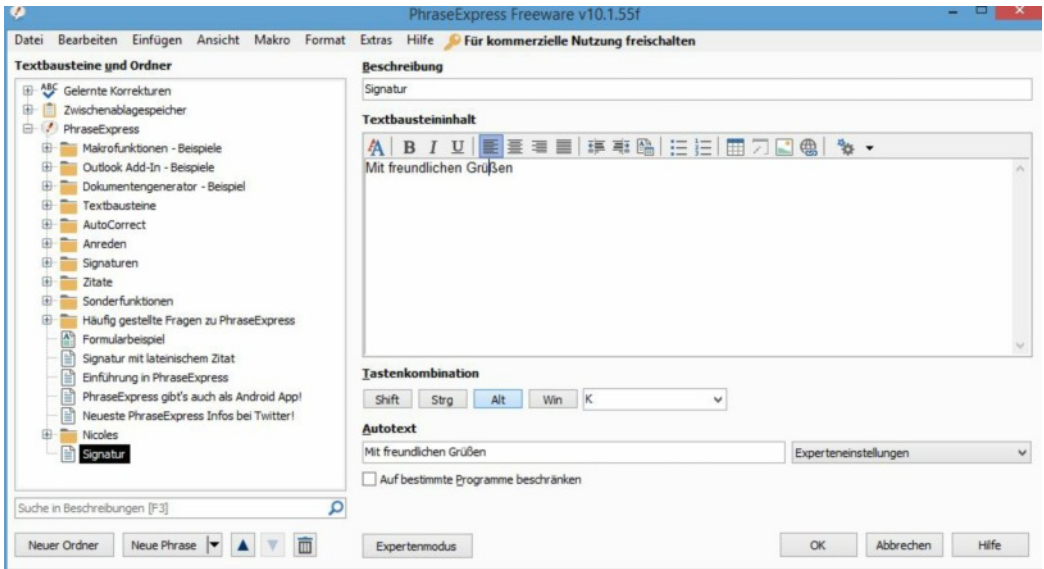 PhraseExpress Freeware v10.1.55f
Datei Bearbeiten Einfügen Ansicht Makro Format Extras Hilfe Für kommerzielle Nutzung freischalten
Textbausteine und Ordner
ABC Gelernte Korrekturen
Zwischenablagespeicher
PhraseExpress
Makrofunktionen - Beispiele
Outlook Add-In - Beispiele
Dokumentengenerator - Beispiel
Textbausteine
AutoCorrect
Anreden
Signaturen
Zitate
Sonderfunktionen
Häufig gestellte Fragen zu PhraseExpress
Formularbeispiel
Signatur mit lateinischem Zitat
Einführung in PhraseExpress
PhraseExpress gibt's auch als Android App!
Neueste PhraseExpress Infos bei Twitter!
Nicoles
Signatur
Suche in Beschreibungen [F3]
Neuer Ordner Neue Phrase
Beschreibung
Signatur
Textbausteininhalt
A B I U
Mit freundlichen Grüßen
Tastenkombination
Shift Strg Alt Win K
Autotext
Mit freundlichen Grüßen Experteneinstellungen
Auf bestimmte Programme beschränken
Expertenmodus OK Abbrechen Hilfe